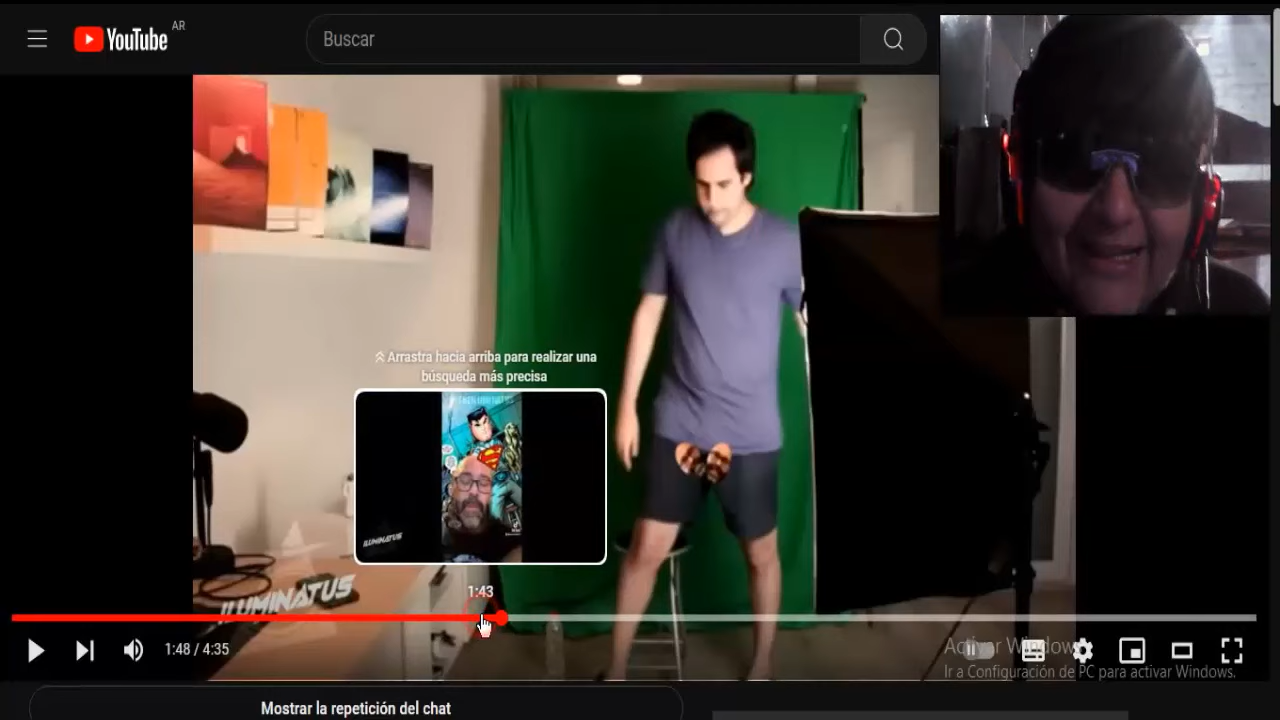 YouTube
AR
Buscar
Arrastra hacia arriba para realizar una
búsqueda más precisa
ILUMINATUS
1:43
ILUMINATUS
1:48 / 4:35
Activar Windows
Ir a Configuración de PC para activar Windows.
Mostrar la repetición del chat